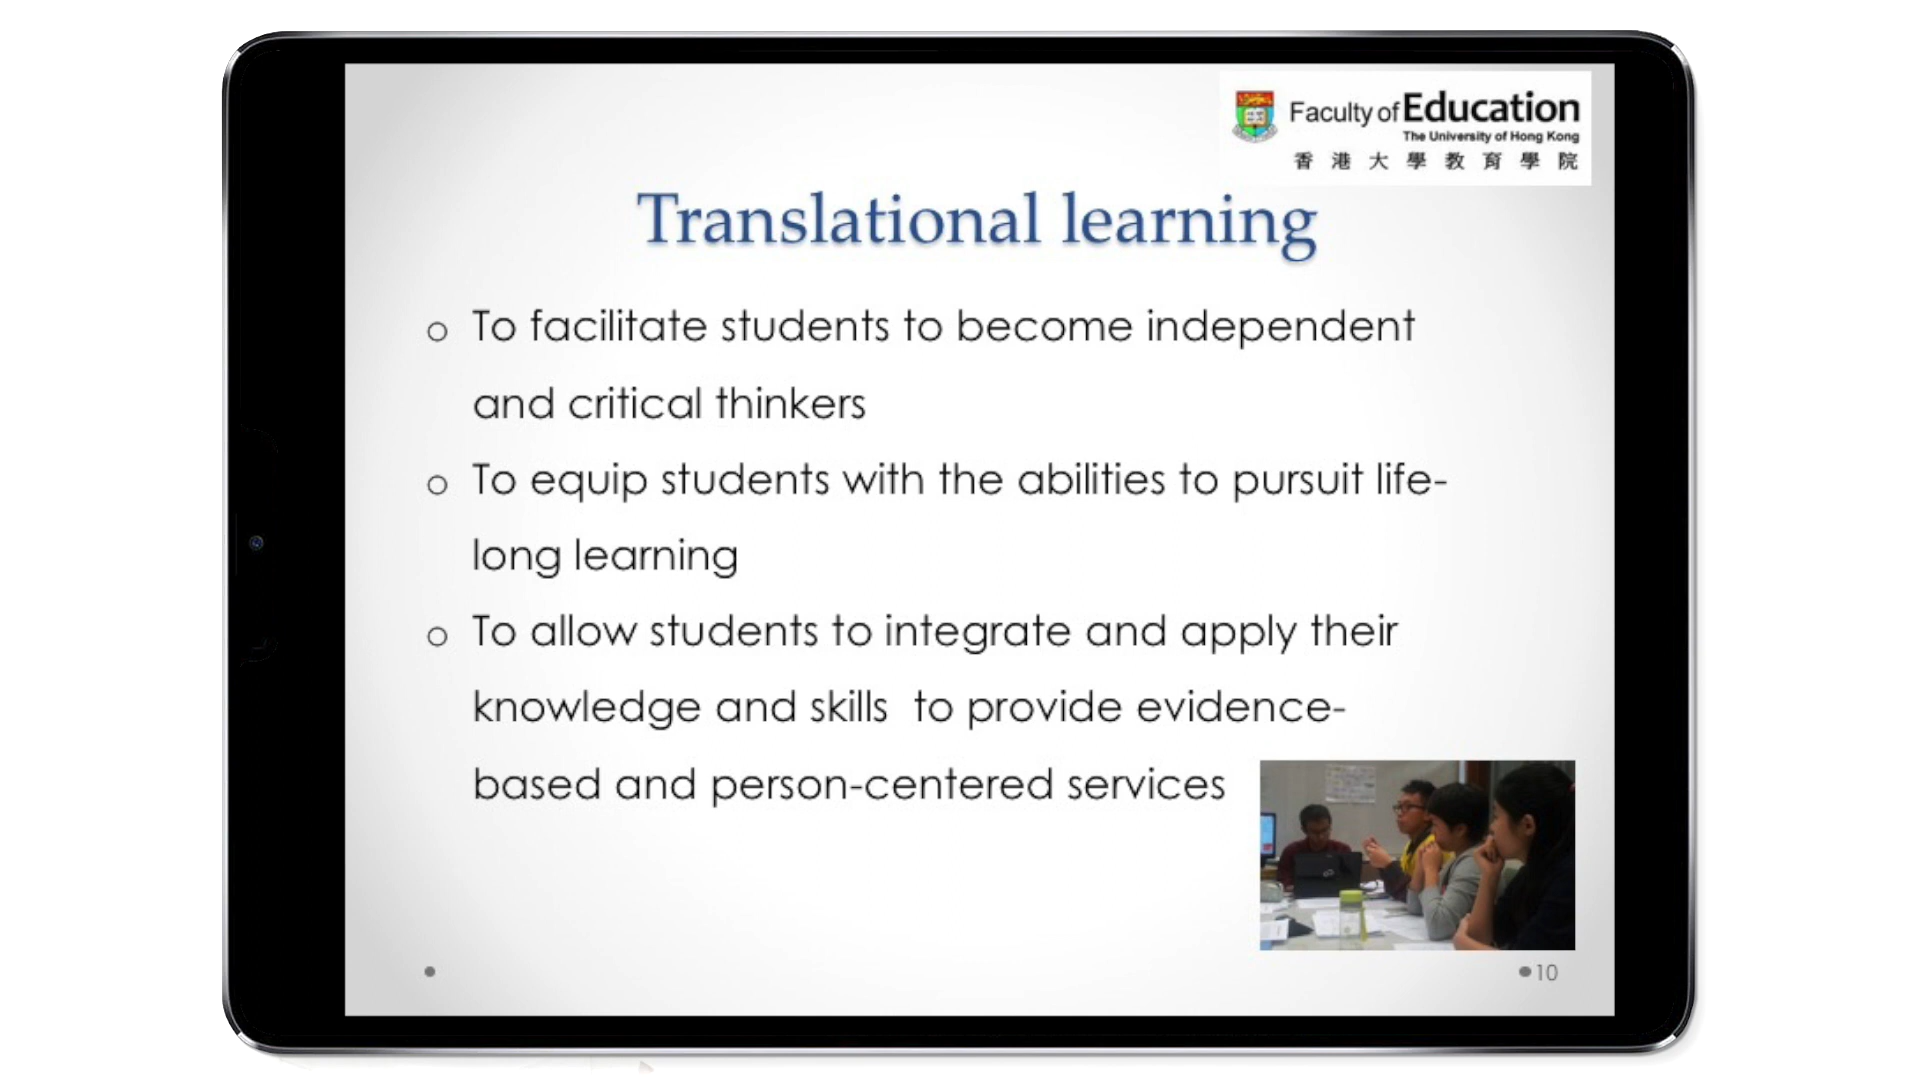 Faculty of Education
The University of Hong Kong
香港大學教育學院
Translational learning
To facilitate students to become independent
and critical thinkers
To equip students with the abilities to pursuit life-
long learning
To allow students to integrate and apply their
knowledge and skills  to provide evidence-
based and person-centered services
10